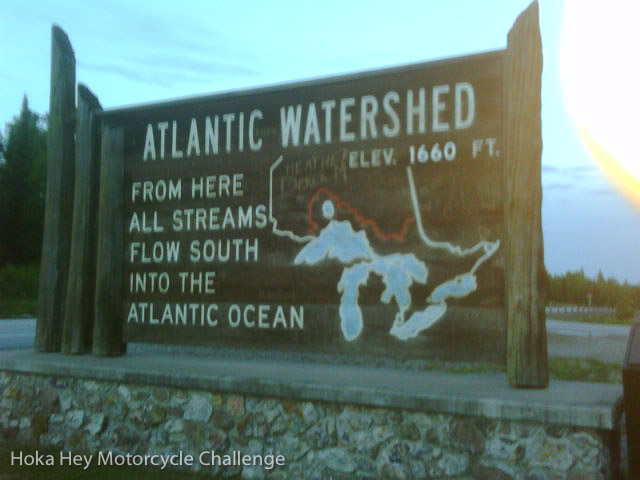 ATLANTIC WATERSHED
ELEV. 1660 FT.
FROM HERE
ALL STREAMS
FLOW SOUTH
INTO THE
ATLANTIC OCEAN
Hoka Hey Motorcycle Challenge